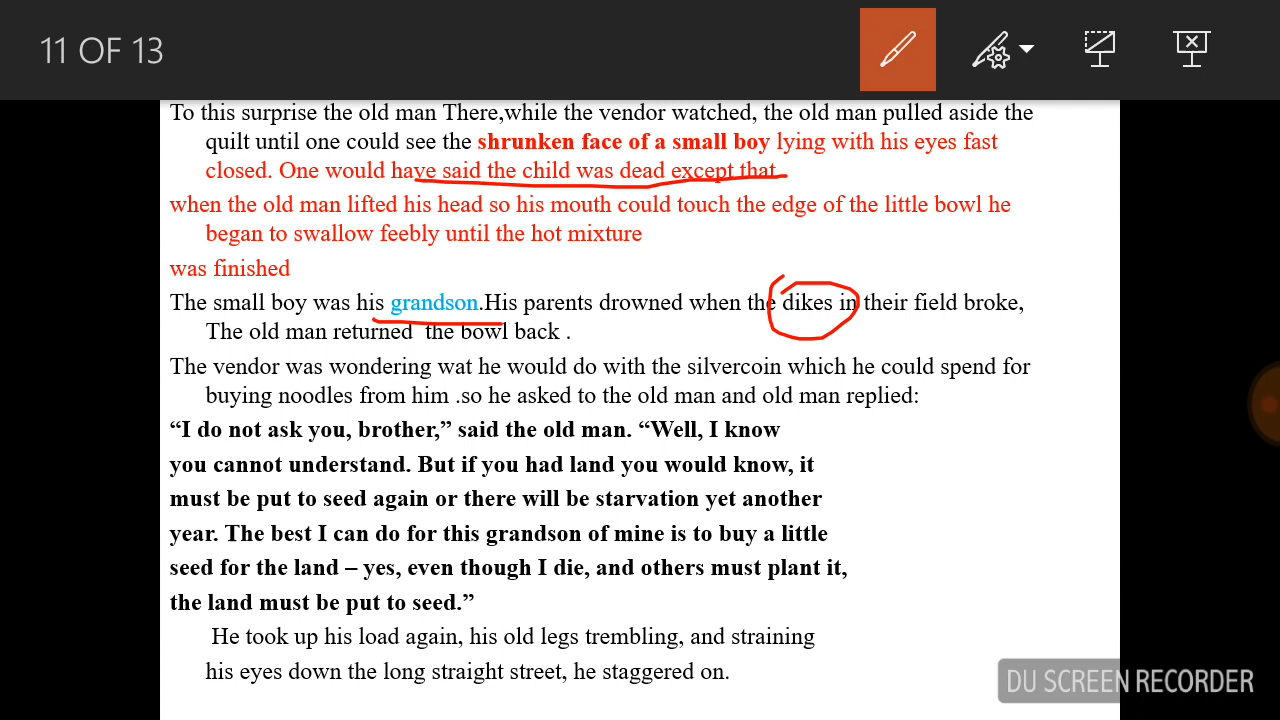 11 OF 13
To this surprise the old man There,while the vendor watched, the old man pulled aside the
quilt until one could see the shrunken face of a small boy lying with his eyes fast
closed. One would have said the child was dead except that
when the old man lifted his head so his mouth could touch the edge of the little bowl he
began to swallow feebly until the hot mixture
was finished
The small boy was his grandson.His parents drowned when the dikes in their field broke,
The old man returned the bowl back .
The vendor was wondering wat he would do with the silvercoin which he could spend for
buying noodles from him .so he asked to the old man and old man replied:
“I do not ask you, brother,” said the old man. “Well, I know
you cannot understand. But if you had land you would know, it
must be put to seed again or there will be starvation yet another
year. The best I can do for this grandson of mine is to buy a little
seed for the land – yes, even though I die, and others must plant it,
the land must be put to seed.”
He took up his load again, his old legs trembling, and straining
his eyes down the long straight street, he staggered on.
DU SCREEN RECORDER